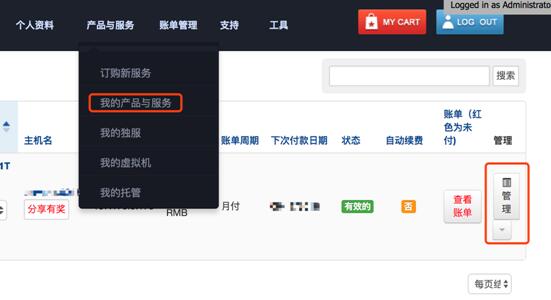 Logged in as Administrato
个人资料
产品与服务
账单管理
支持
工具
MY CART
LOG OUT
订购新服务
我的产品与服务
我的独服
我的虚拟机
我的托管
搜索
主机名
账单周期
下次付款日期
状态
自动续费
账单（红
色为未
付)
管理
1T
分享有奖
RMB
月付
有效的
否
查看
账单
管
理
每页结